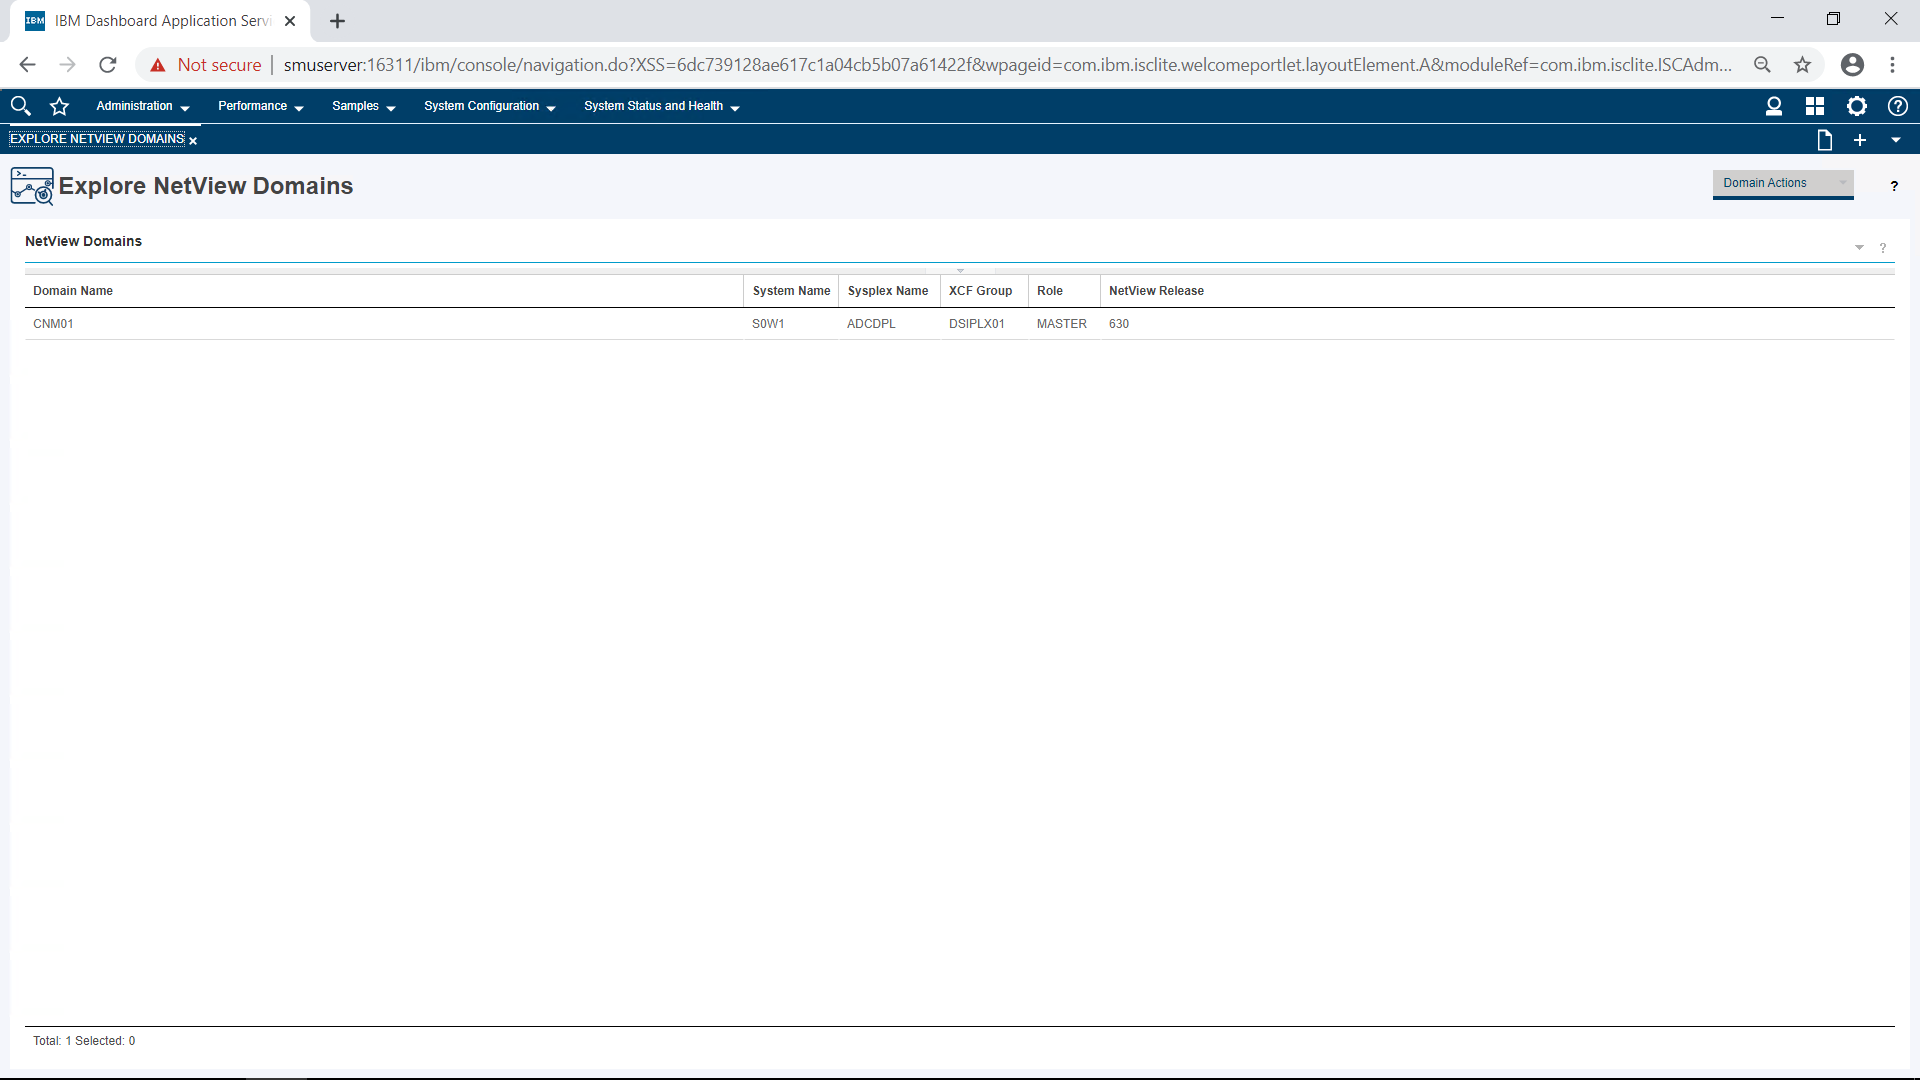 IBM IBM Dashboard Application Servi
Not secure smuserver:16311/ibm/console/navigation.do?XSS=6dc739128ae617c1a04cb5b07a61422f&wpageid=com.ibm.isclite.welcomeportlet.layoutElement.A&moduleRef=com.ibm.isclite.ISCAdm...
Administration Performance Samples System Configuration System Status and Health
EXPLORE NETVIEW DOMAINS
Explore NetView Domains
Domain Actions ?
NetView Domains ?
Domain Name System Name Sysplex Name XCF Group Role NetView Release
CNM01 S0W1 ADCDPL DSIPLX01 MASTER 630
Total: 1 Selected: 0